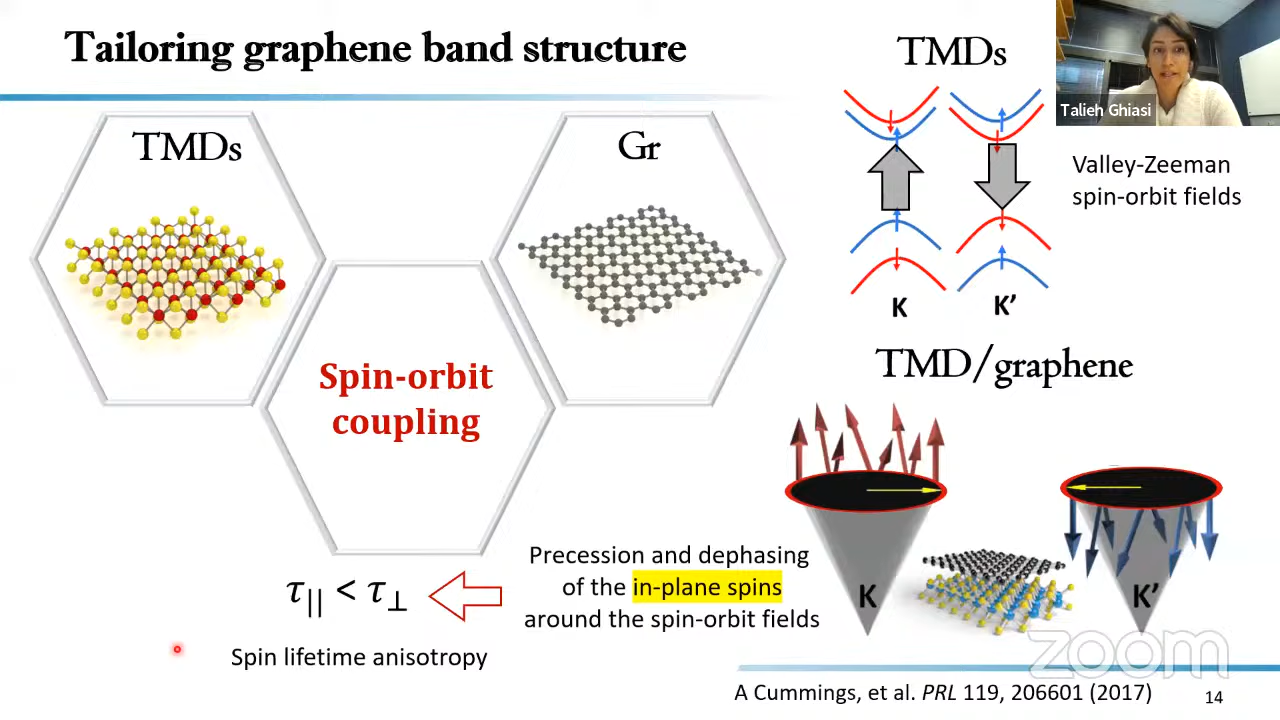 Tailoring graphene band structure
TMDs
Talieh Ghiasi
TMDs
Gr
Valley-Zeeman
spin-orbit fields
K
K’
Spin-orbit
coupling
TMD/graphene
Precession and dephasing
of the in-plane spins
around the spin-orbit fields
τ|| < τ⊥
Spin lifetime anisotropy
K
K’
zoom
A Cummings, et al. PRL 119, 206601 (2017)
14